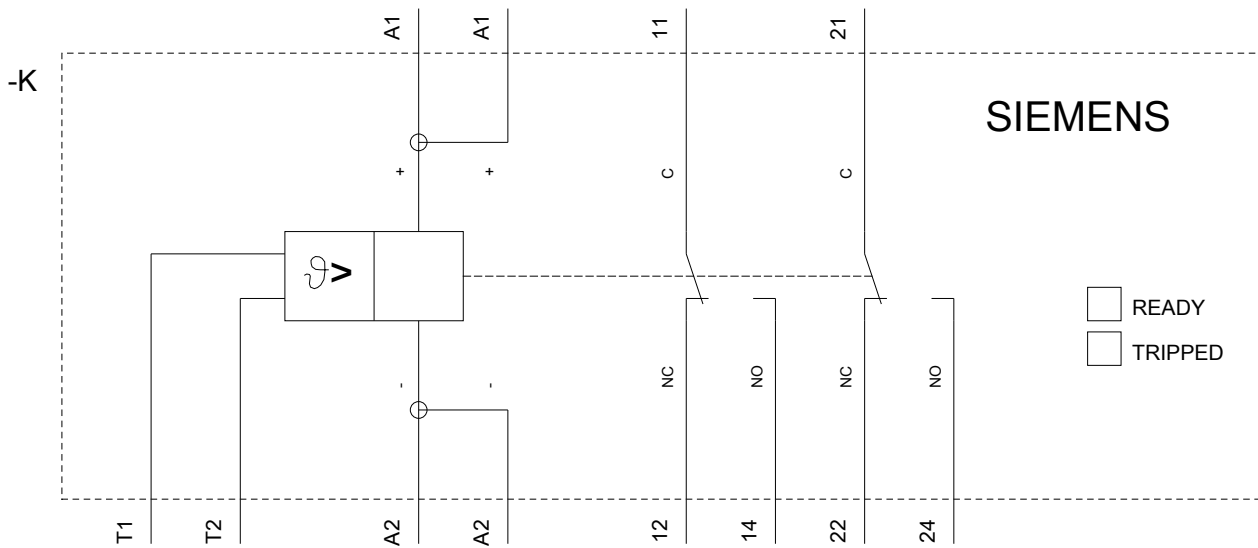 A1
A1
11
21
-K
SIEMENS
+
+
C
C
ϑ>
READY
TRIPPED
-
-
NC
NO
NC
NO
T1
T2
A2
A2
12
14
22
24